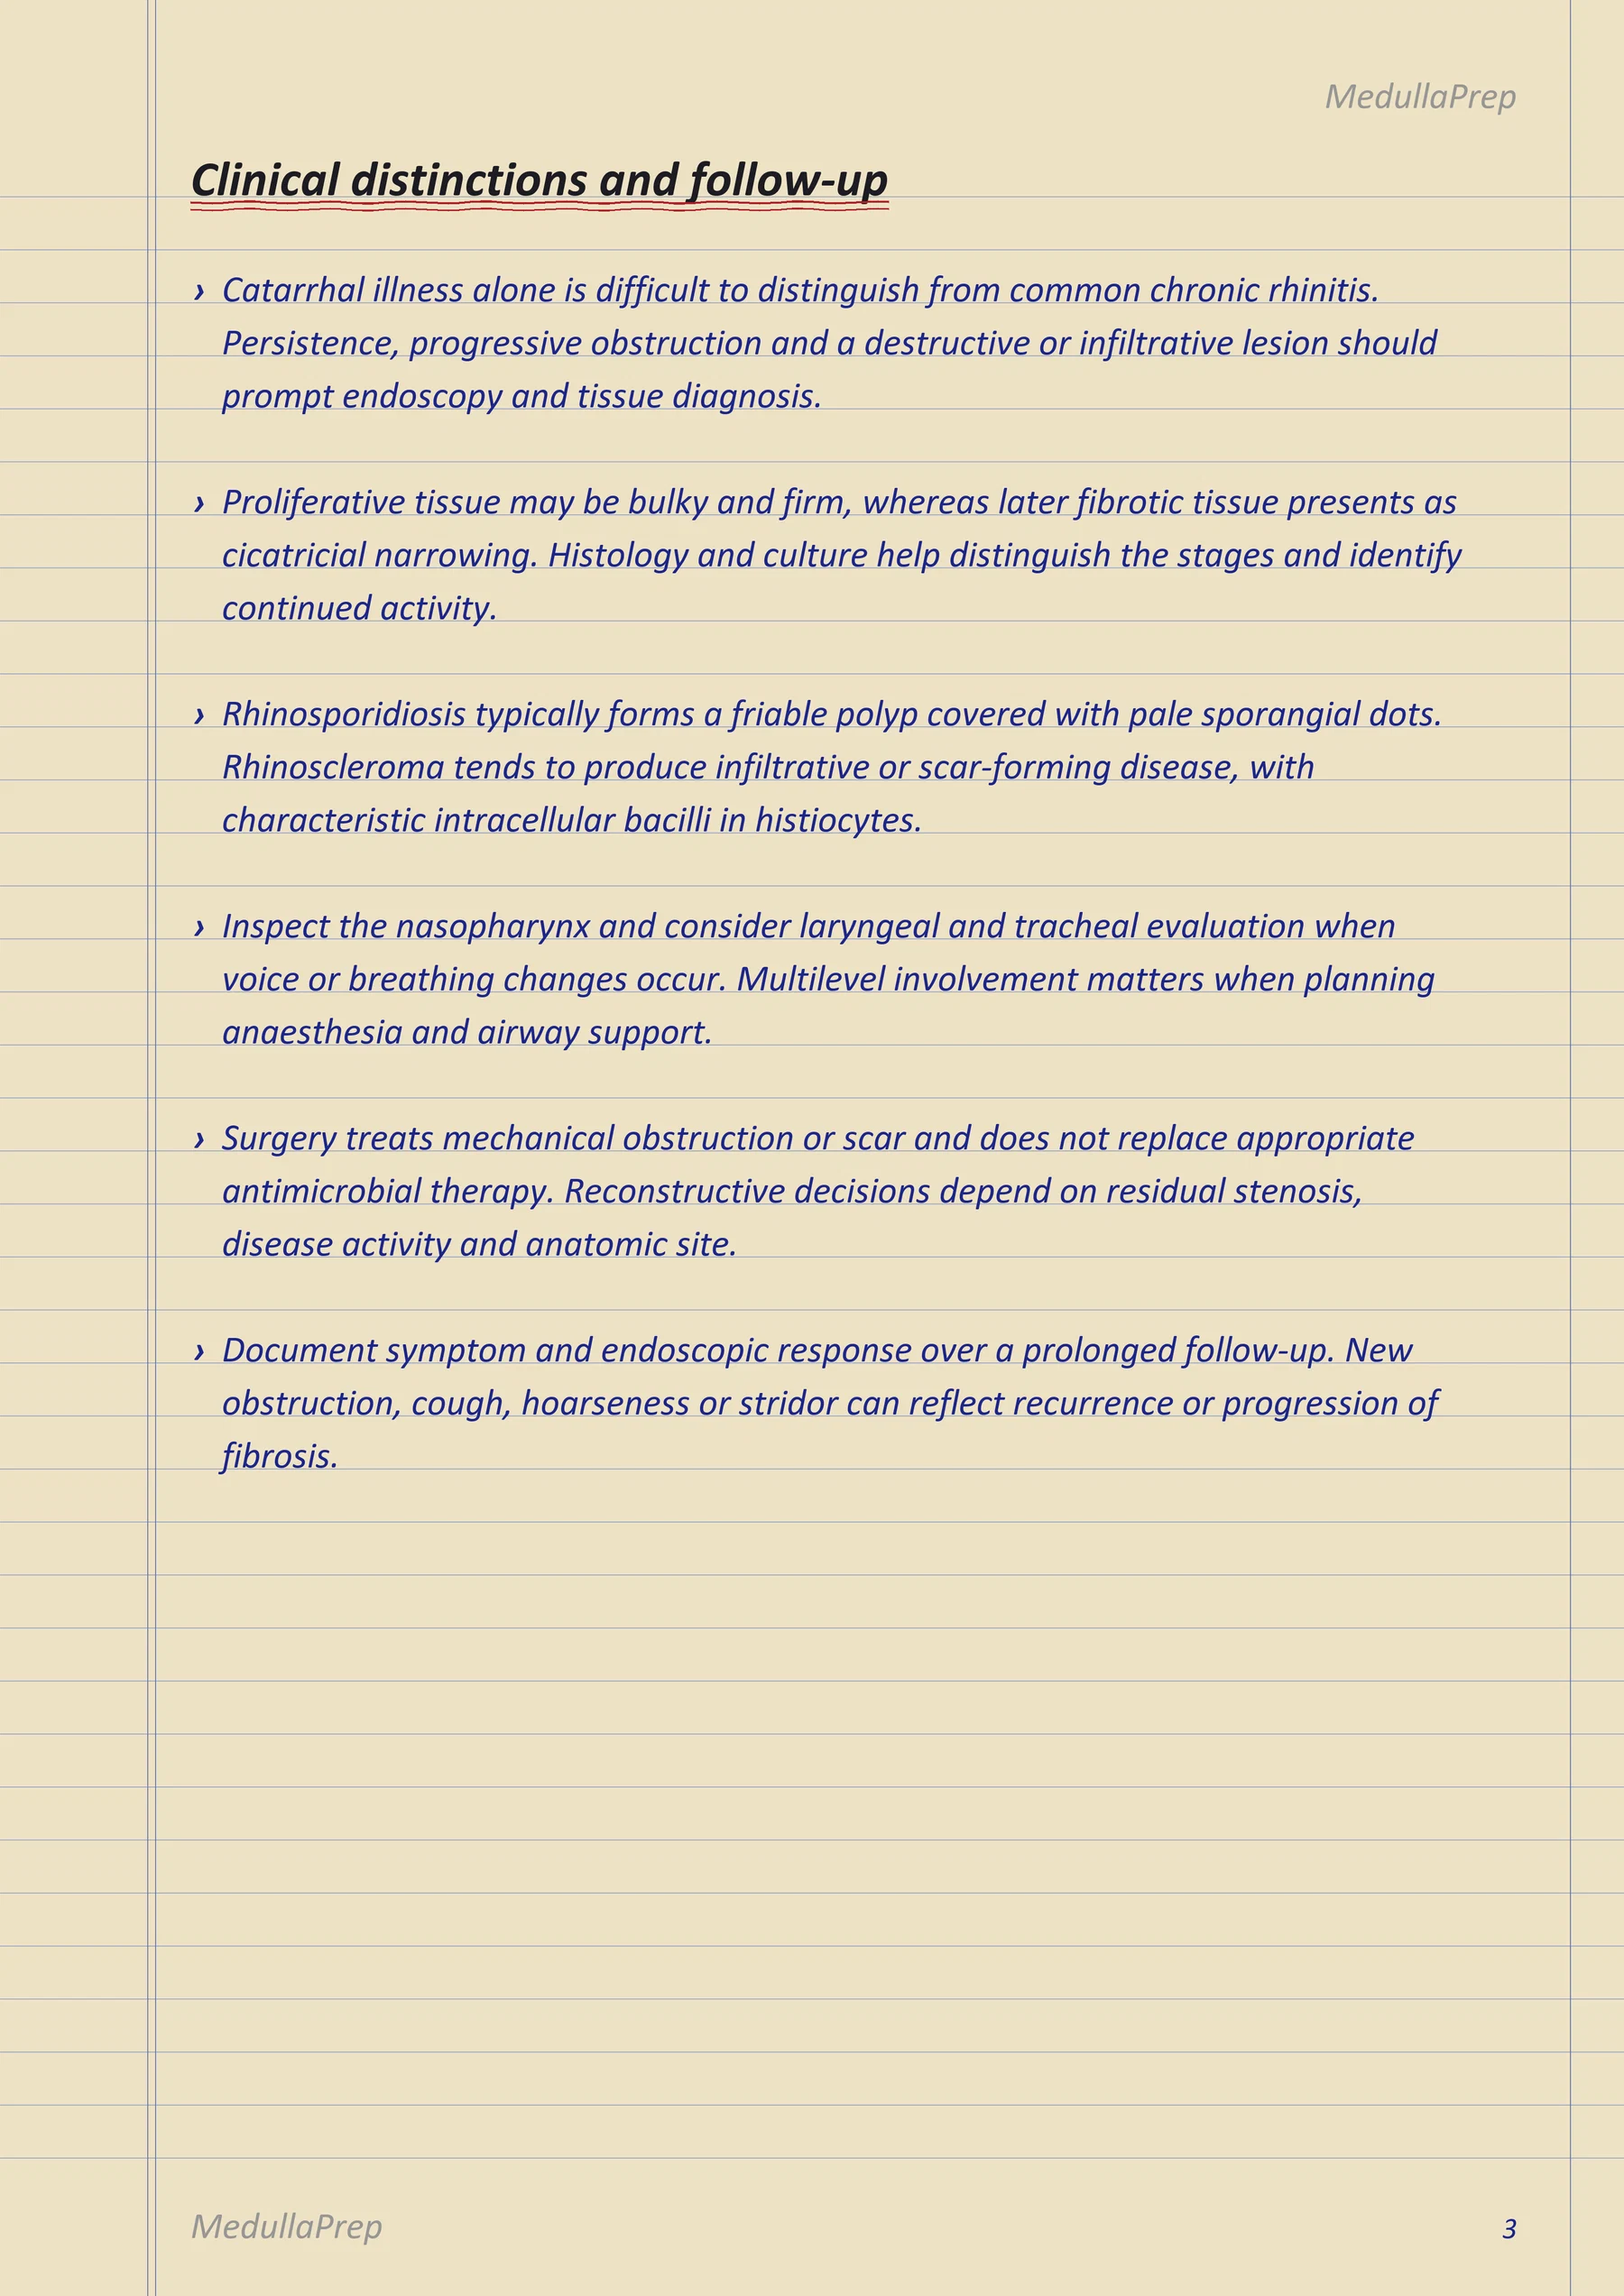 MedullaPrep
Clinical distinctions and follow-up
› Catarrhal illness alone is difficult to distinguish from common chronic rhinitis.
Persistence, progressive obstruction and a destructive or infiltrative lesion should
prompt endoscopy and tissue diagnosis.
› Proliferative tissue may be bulky and firm, whereas later fibrotic tissue presents as
cicatricial narrowing. Histology and culture help distinguish the stages and identify
continued activity.
› Rhinosporidiosis typically forms a friable polyp covered with pale sporangial dots.
Rhinoscleroma tends to produce infiltrative or scar-forming disease, with
characteristic intracellular bacilli in histiocytes.
› Inspect the nasopharynx and consider laryngeal and tracheal evaluation when
voice or breathing changes occur. Multilevel involvement matters when planning
anaesthesia and airway support.
› Surgery treats mechanical obstruction or scar and does not replace appropriate
antimicrobial therapy. Reconstructive decisions depend on residual stenosis,
disease activity and anatomic site.
› Document symptom and endoscopic response over a prolonged follow-up. New
obstruction, cough, hoarseness or stridor can reflect recurrence or progression of
fibrosis.
MedullaPrep
3